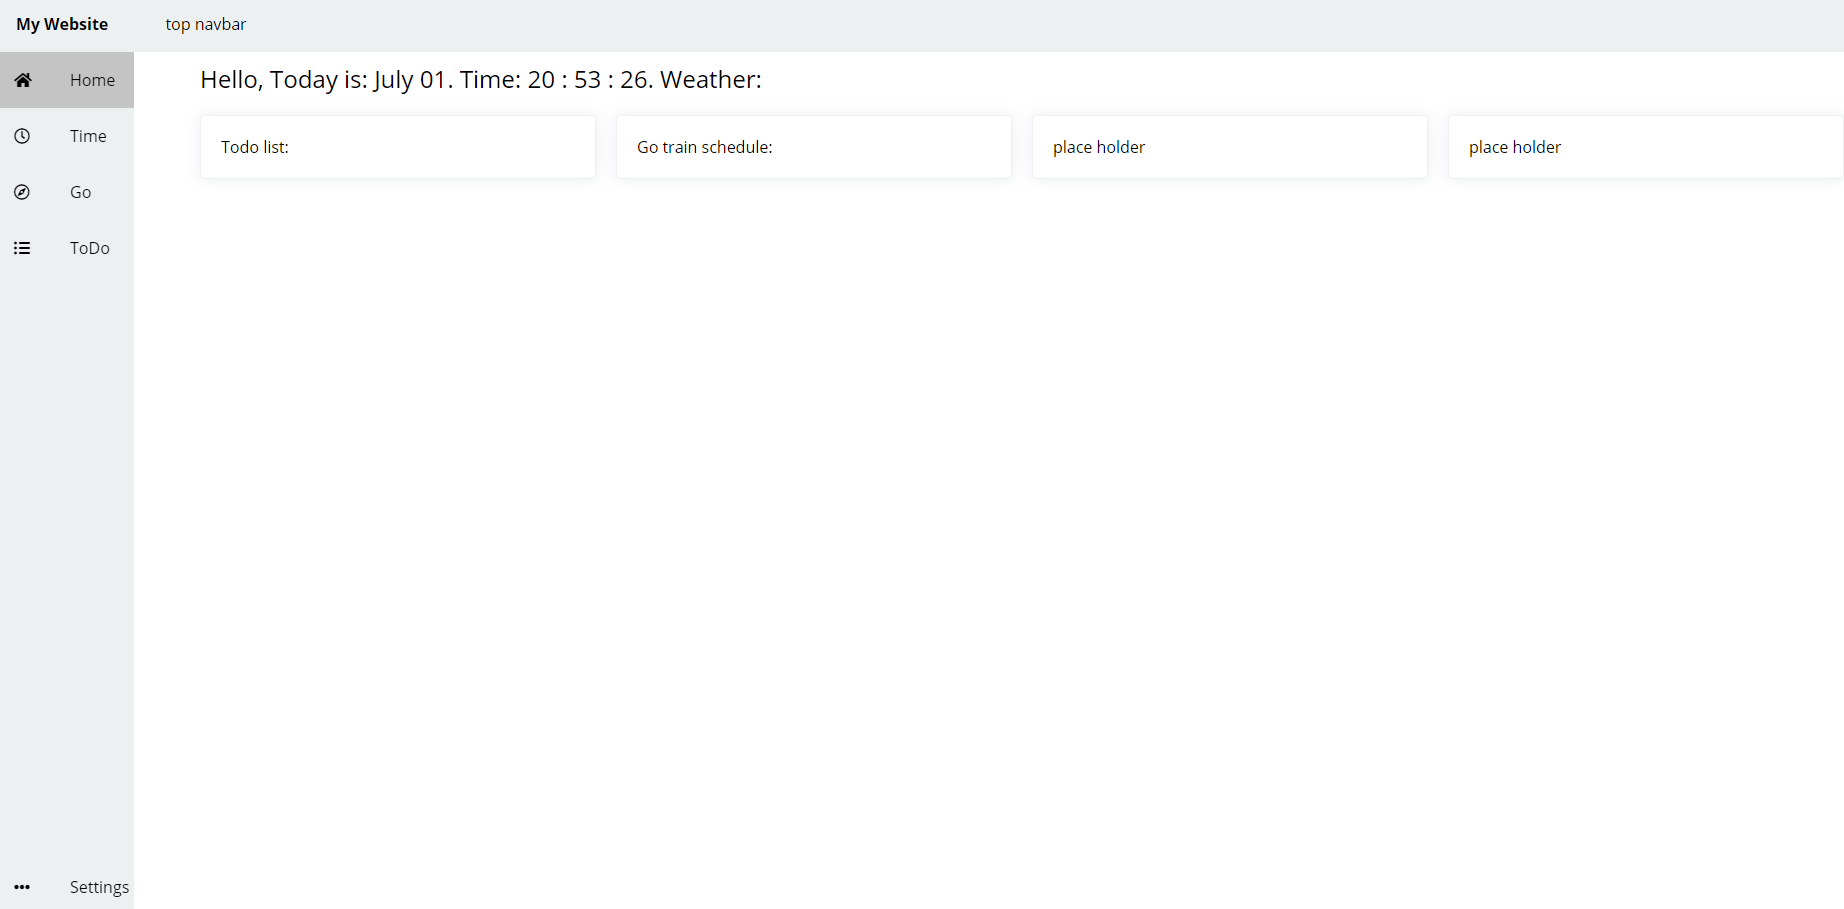 My Website top navbar
Home
Time
Go
ToDo
Settings
Hello, Today is: July 01. Time: 20 : 53 : 26. Weather:
Todo list:
Go train schedule:
place holder
place holder